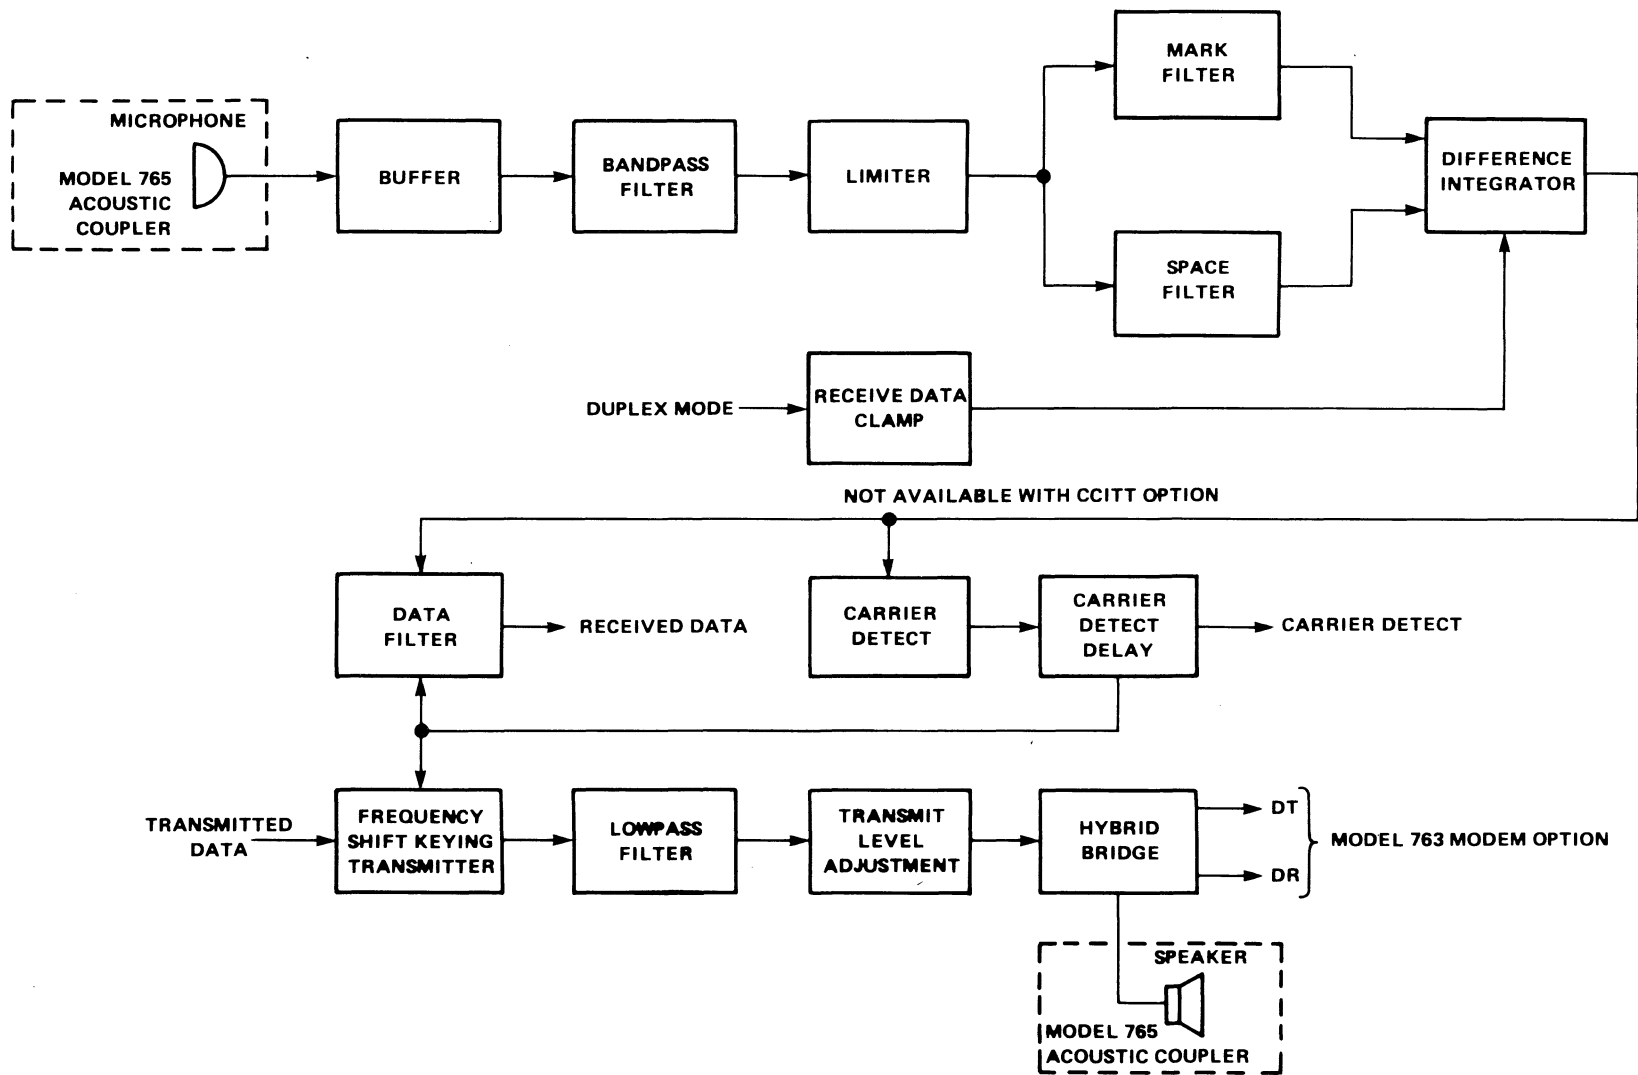 MICROPHONE
MODEL 765
ACOUSTIC
COUPLER
BUFFER
BANDPASS
FILTER
LIMITER
MARK
FILTER
SPACE
FILTER
DIFFERENCE
INTEGRATOR
DUPLEX MODE
RECEIVE DATA
CLAMP
NOT AVAILABLE WITH CCITT OPTION
DATA
FILTER
RECEIVED DATA
CARRIER
DETECT
CARRIER
DETECT
DELAY
CARRIER DETECT
TRANSMITTED
DATA
FREQUENCY
SHIFT KEYING
TRANSMITTER
LOWPASS
FILTER
TRANSMIT
LEVEL
ADJUSTMENT
HYBRID
BRIDGE
DT
DR
MODEL 763 MODEM OPTION
SPEAKER
MODEL 765
ACOUSTIC COUPLER